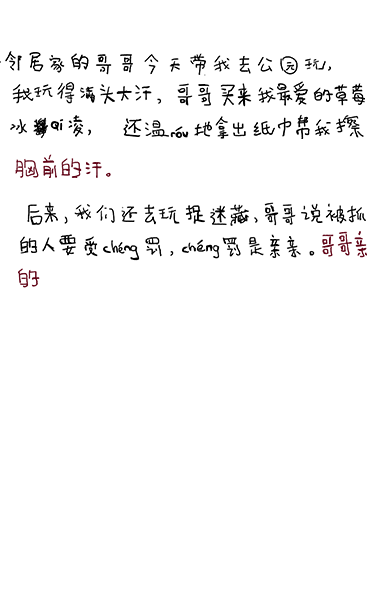 邻居家的哥哥今天带我去公园玩，
我玩得满头大汗，哥哥买来我最爱的草莓
冰qi凌，还温róu地拿出纸巾帮我擦
胸前的汗。
后来，我们还去玩捉迷藏，哥哥说被抓
的人要受chéng罚，chéng罚是亲亲。哥哥亲
的